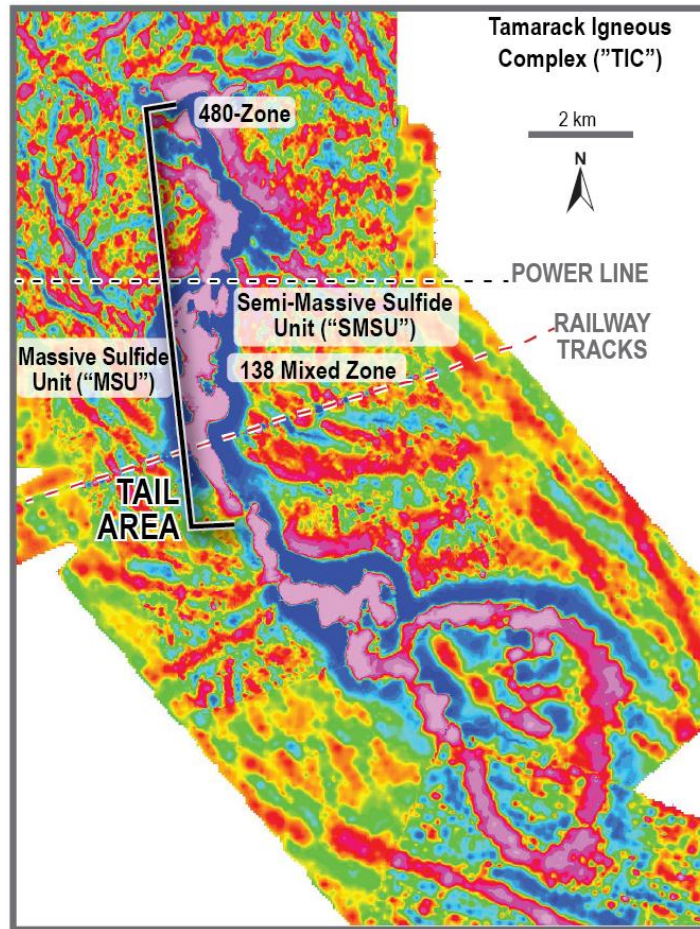 Tamarack Igneous
Complex (”TIC”)
2 km
N
480-Zone
POWER LINE
Semi-Massive Sulfide
Unit (“SMSU”)
RAILWAY
TRACKS
Massive Sulfide
Unit (“MSU”)
138 Mixed Zone
TAIL
AREA